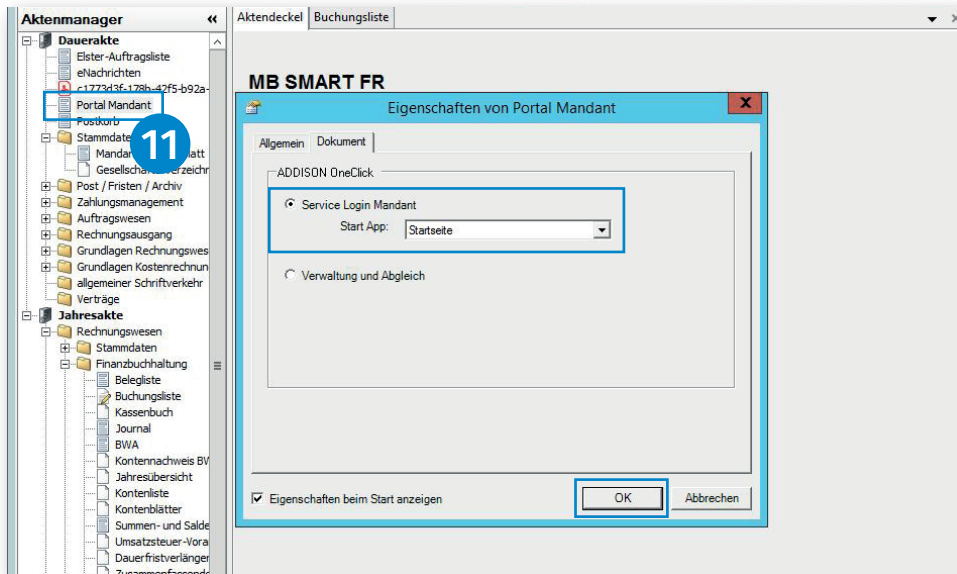 Aktenmanager «
Dauerakte
Elster-Auftragsliste
eNachrichten
c1773d3f-178b-42f5-b92a-
Portal Mandant
Postkorb
11
Stammdate
Mandan att
Gesellscha verzeichn
Post / Fristen / Archiv
Zahlungsmanagement
Auftragswesen
Rechnungsausgang
Grundlagen Rechnungswes
Grundlagen Kostenrechnun
allgemeiner Schriftverkehr
Verträge
Jahresakte
Rechnungswesen
Stammdaten
Finanzbuchhaltung
Belegliste
Buchungsliste
Kassenbuch
Journal
BWA
Kontennachweis BW
Jahresübersicht
Kontenliste
Kontenblätter
Summen- und Salde
Umsatzsteuer-Vora
Dauerfristverlänger
Zusammenfassende
Aktendeckel Buchungsliste
MB SMART FR
Eigenschaften von Portal Mandant X
Allgemein Dokument
ADDISON OneClick
Service Login Mandant
Start App: Startseite
Verwaltung und Abgleich
Eigenschaften beim Start anzeigen
OK Abbrechen